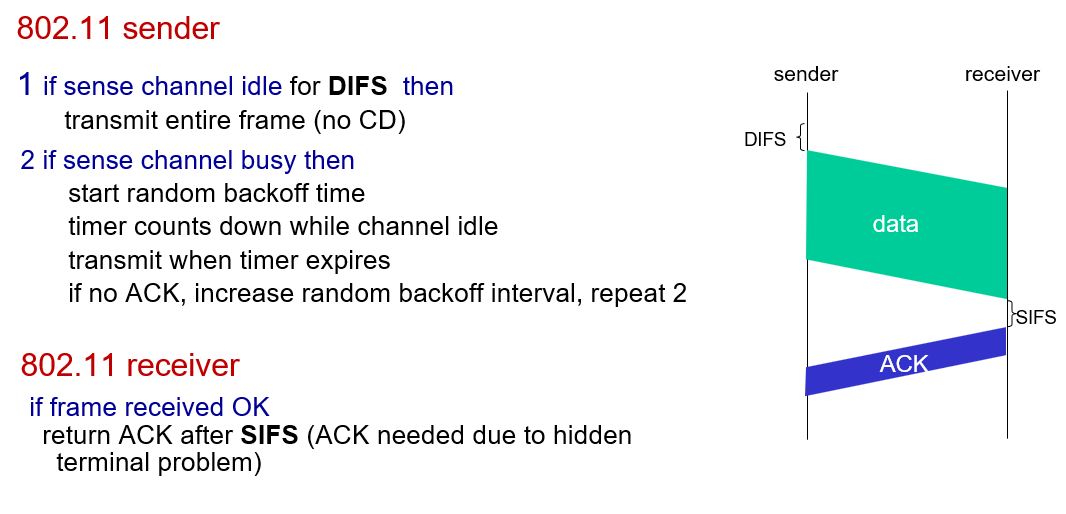 802.11 sender
1 if sense channel idle for DIFS then
transmit entire frame (no CD)
2 if sense channel busy then
start random backoff time
timer counts down while channel idle
transmit when timer expires
if no ACK, increase random backoff interval, repeat 2
802.11 receiver
if frame received OK
return ACK after SIFS (ACK needed due to hidden
terminal problem)
sender
receiver
DIFS
data
SIFS
ACK